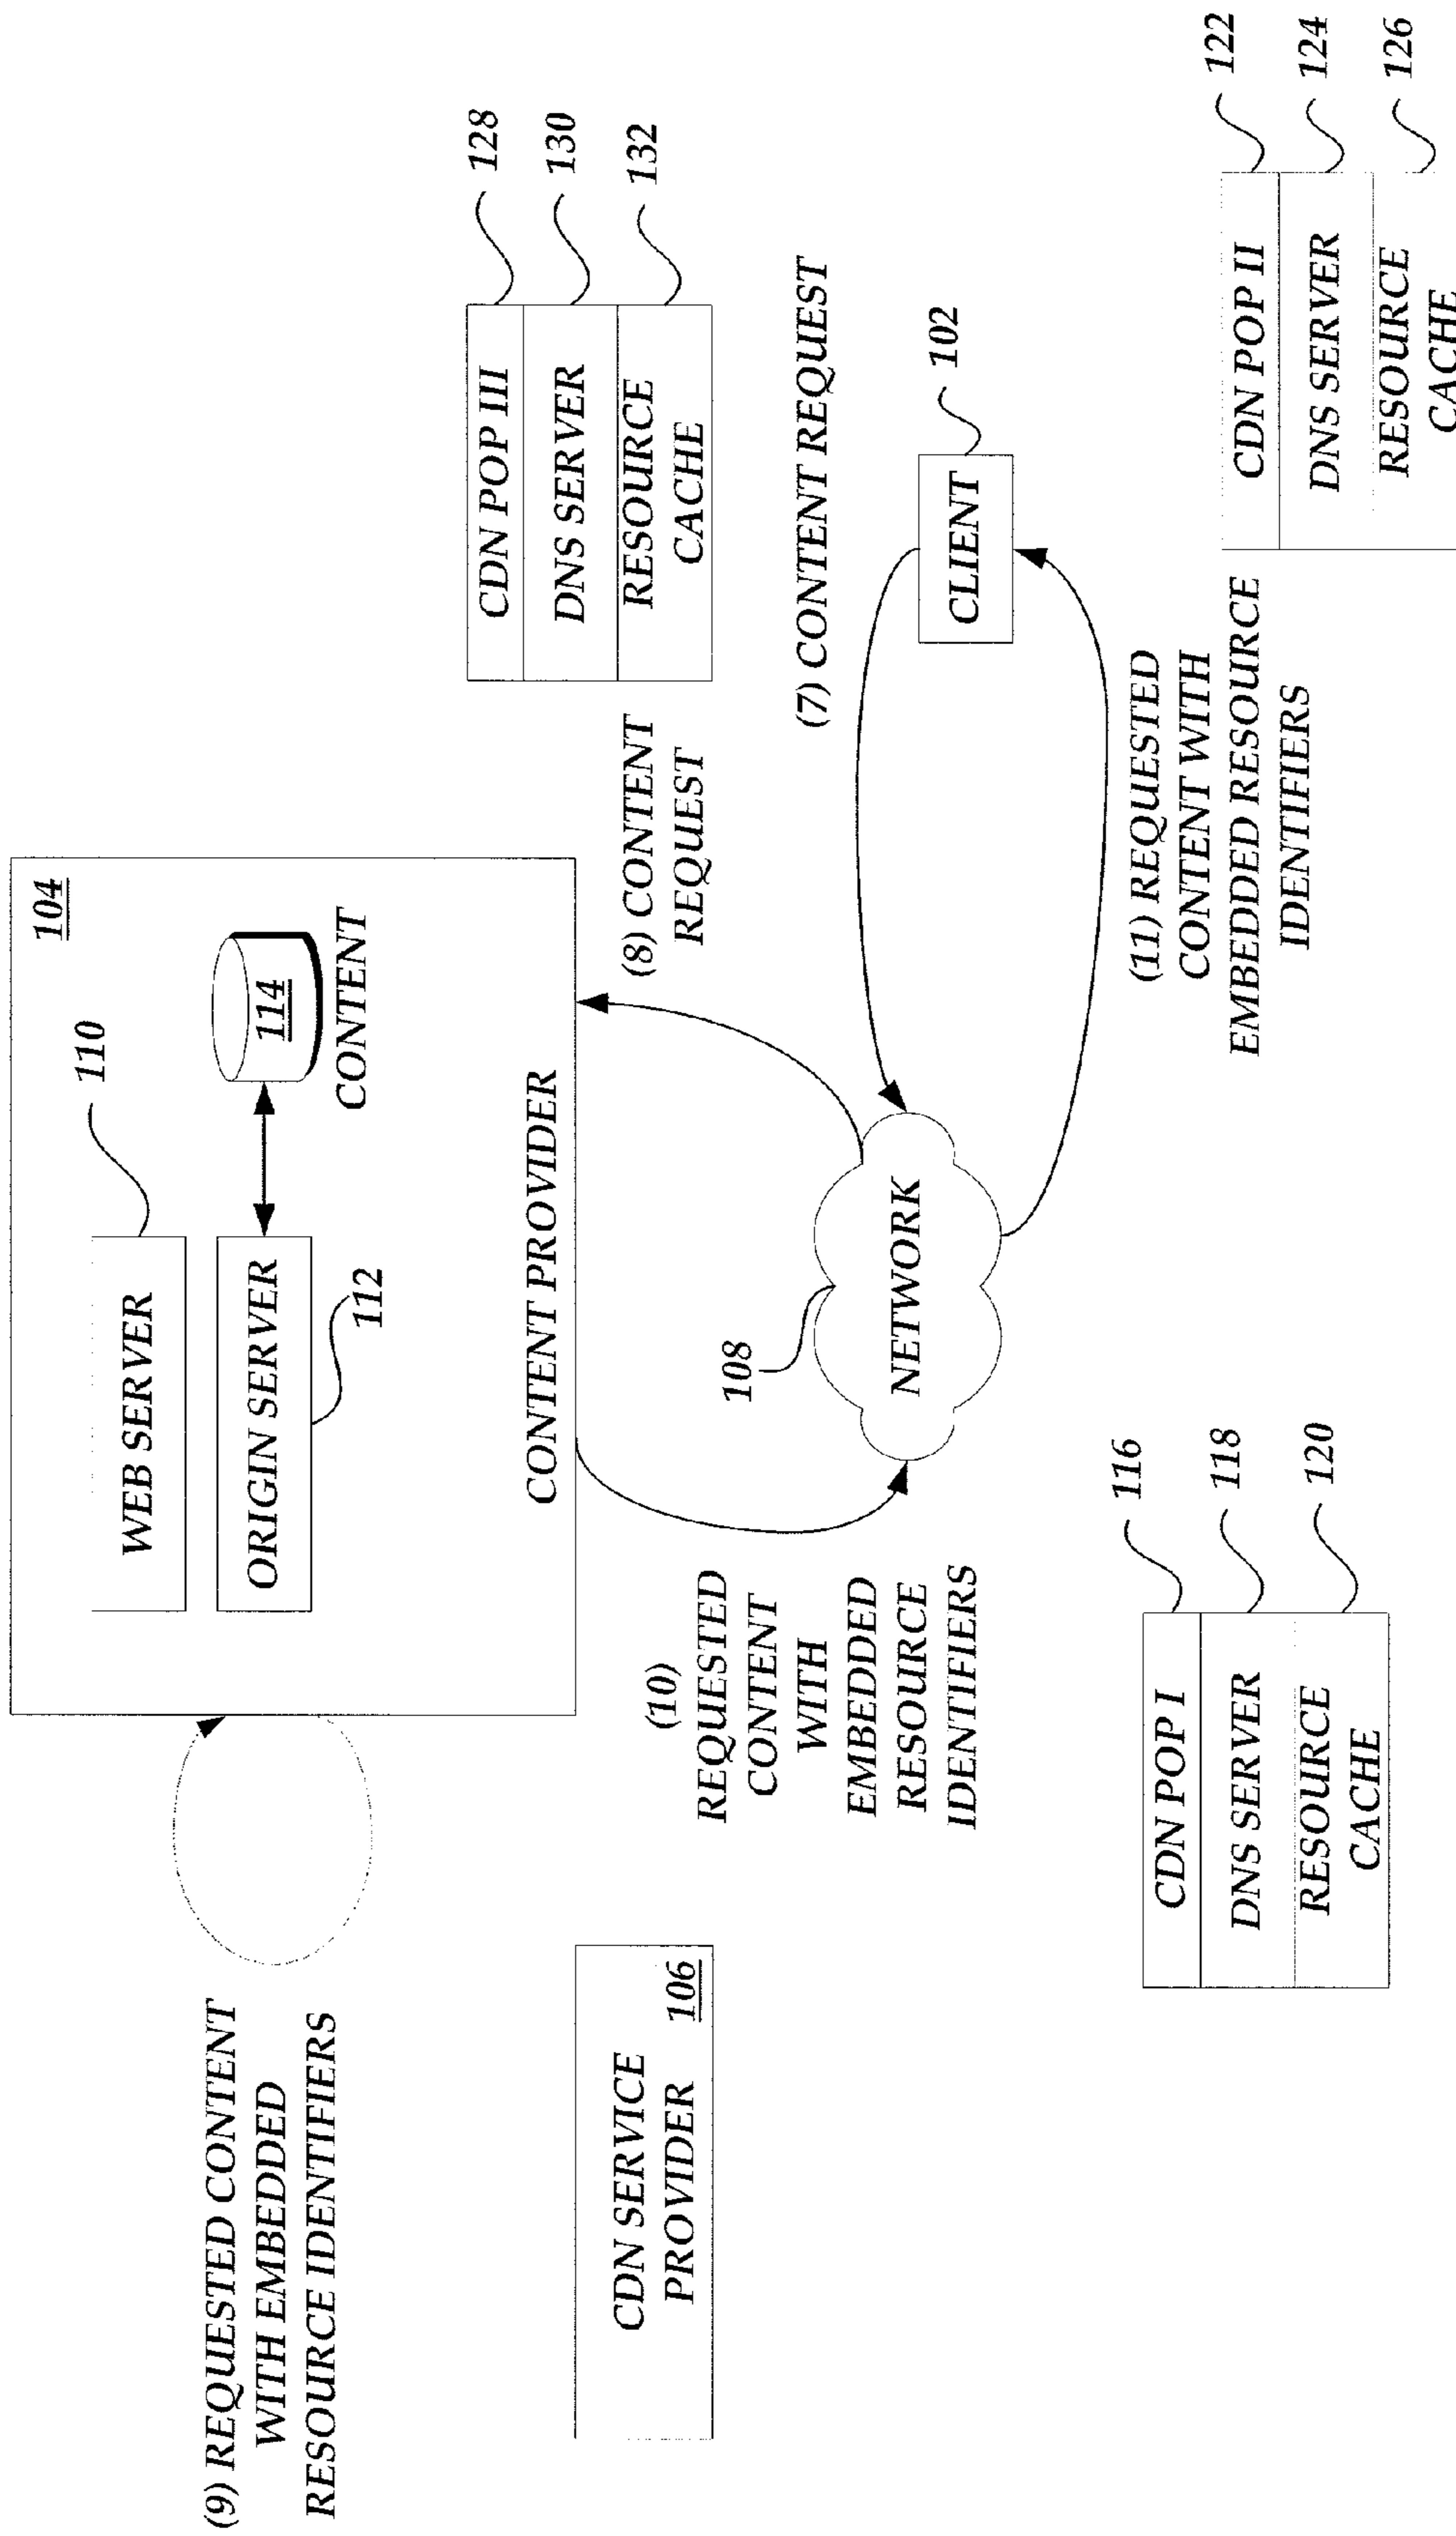 (9) REQUESTED CONTENT
WITH EMBEDDED
RESOURCE IDENTIFIERS
104
WEB SERVER
110
ORIGIN SERVER
112
114
CONTENT
CONTENT PROVIDER
CDN SERVICE
PROVIDER
106
(10)
REQUESTED
CONTENT
WITH
EMBEDDED
RESOURCE
IDENTIFIERS
(8) CONTENT
REQUEST
CDN POP III
128
DNS SERVER
130
RESOURCE
CACHE
132
108
NETWORK
(7) CONTENT REQUEST
CLIENT
102
CDN POP I
116
DNS SERVER
118
RESOURCE
CACHE
120
(11) REQUESTED
CONTENT WITH
EMBEDDED RESOURCE
IDENTIFIERS
CDN POP II
122
DNS SERVER
124
RESOURCE
CACHE
126